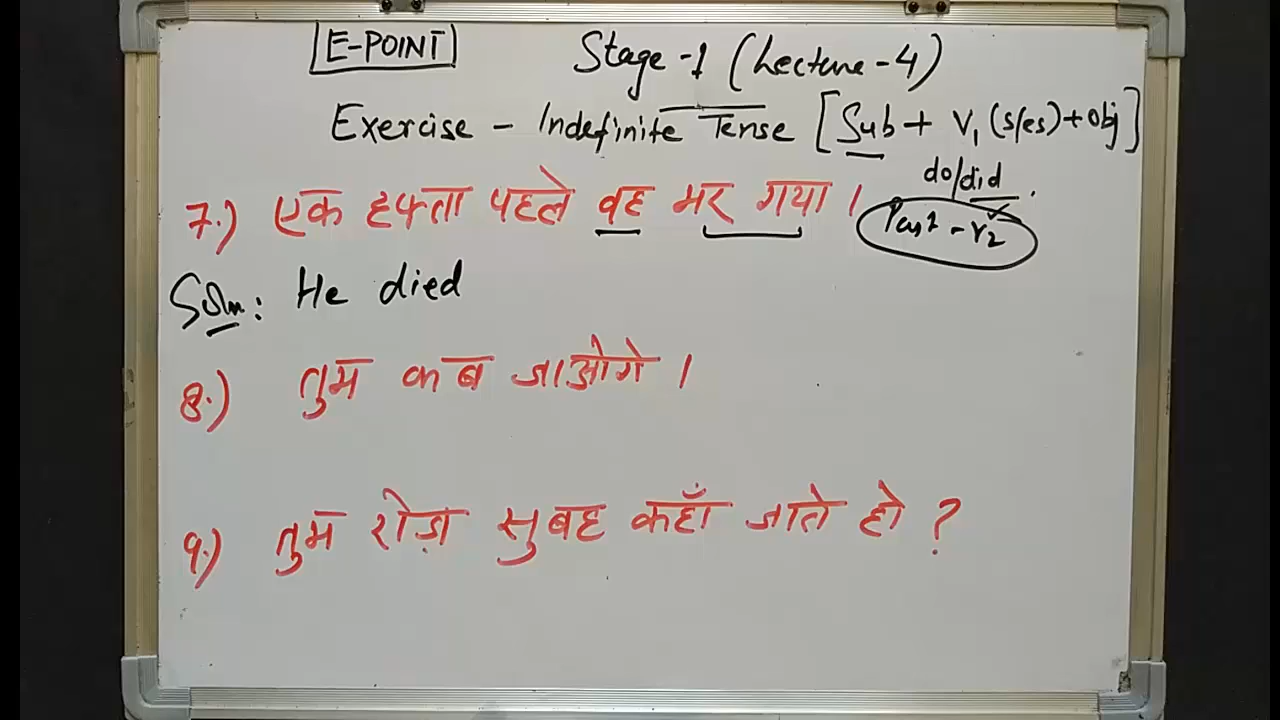 E-POINT Stage-1 (Lecture-4)
Exercise - Indefinite Tense [Sub + V1 (s/es) + Obj]
do/did
7.) एक हफ्ता पहले वह मर गया । Past - V2
Soln: He died
8.) तुम कब जाओगे ।
9.) तुम रोज़ सुबह कहाँ जाते हो ?